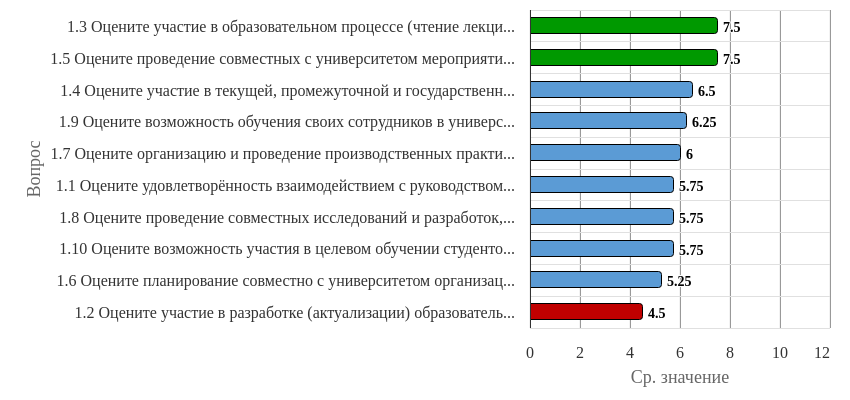 1.3 Оцените участие в образовательном процессе (чтение лекци... 7.5
1.5 Оцените проведение совместных с университетом мероприяти... 7.5
1.4 Оцените участие в текущей, промежуточной и государственн... 6.5
1.9 Оцените возможность обучения своих сотрудников в универс... 6.25
1.7 Оцените организацию и проведение производственных практи... 6
1.1 Оцените удовлетворённость взаимодействием с руководством... 5.75
1.8 Оцените проведение совместных исследований и разработок,... 5.75
1.10 Оцените возможность участия в целевом обучении студенто... 5.75
1.6 Оцените планирование совместно с университетом организац... 5.25
1.2 Оцените участие в разработке (актуализации) образователь... 4.5
Вопрос
0 2 4 6 8 10 12
Ср. значение